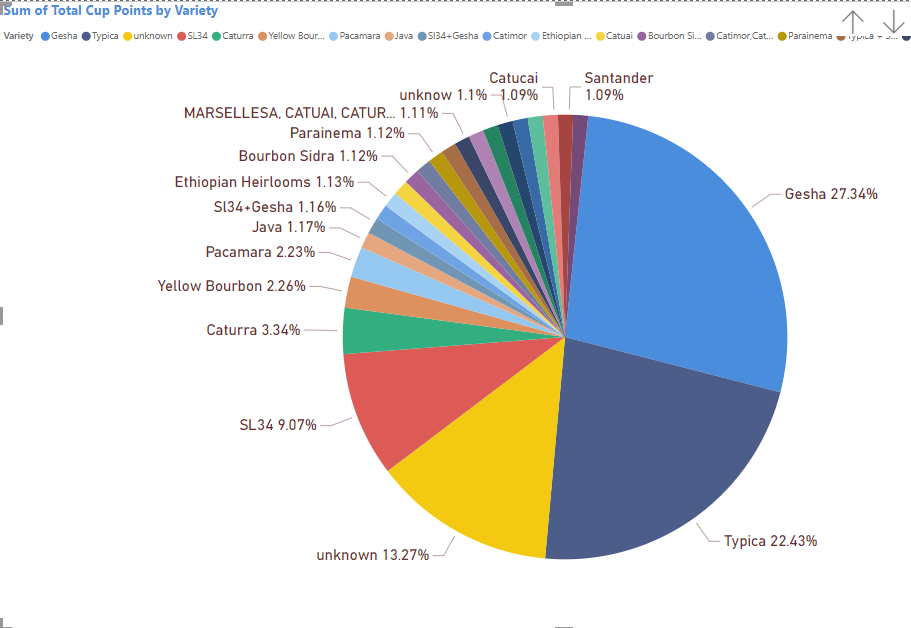 Sum of Total Cup Points by Variety
Variety Gesha Typica unknown SL34 Caturra Yellow Bour... Pacamara Java Sl34+Gesha Catimor Ethiopian ... Catuai Bourbon Si... Catimor,Cat... Parainema Typica + S...
Catucai 1.09%
Santander 1.09%
unknow 1.1%
MARSELLESA, CATUAI, CATUR... 1.11%
Parainema 1.12%
Bourbon Sidra 1.12%
Ethiopian Heirlooms 1.13%
Sl34+Gesha 1.16%
Java 1.17%
Pacamara 2.23%
Yellow Bourbon 2.26%
Caturra 3.34%
SL34 9.07%
unknown 13.27%
Typica 22.43%
Gesha 27.34%